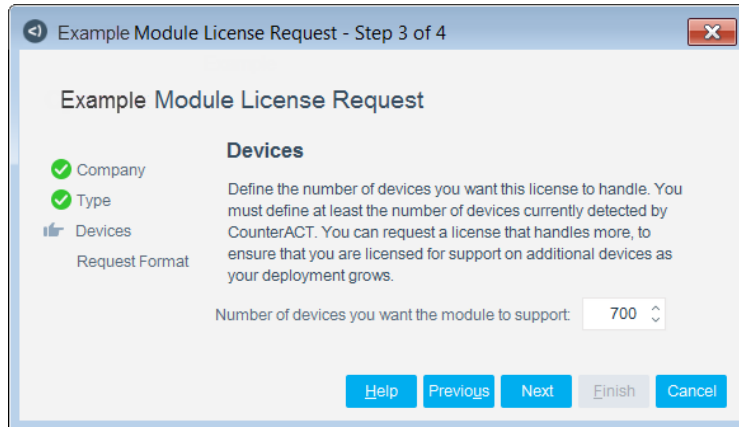 Example Module License Request - Step 3 of 4
Example Module License Request
Company
Type
Devices
Request Format
Devices
Define the number of devices you want this license to handle. You
must define at least the number of devices currently detected by
CounterACT. You can request a license that handles more, to
ensure that you are licensed for support on additional devices as
your deployment grows.
Number of devices you want the module to support: 700
Help Previous Next Finish Cancel